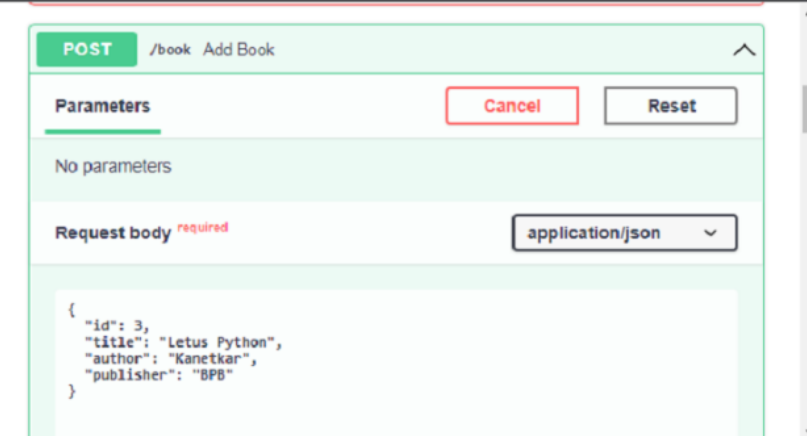 POST /book Add Book
Parameters Cancel Reset
No parameters
Request body required application/json
{
"id": 3,
"title": "Letus Python",
"author": "Kanetkar",
"publisher": "BPB"
}